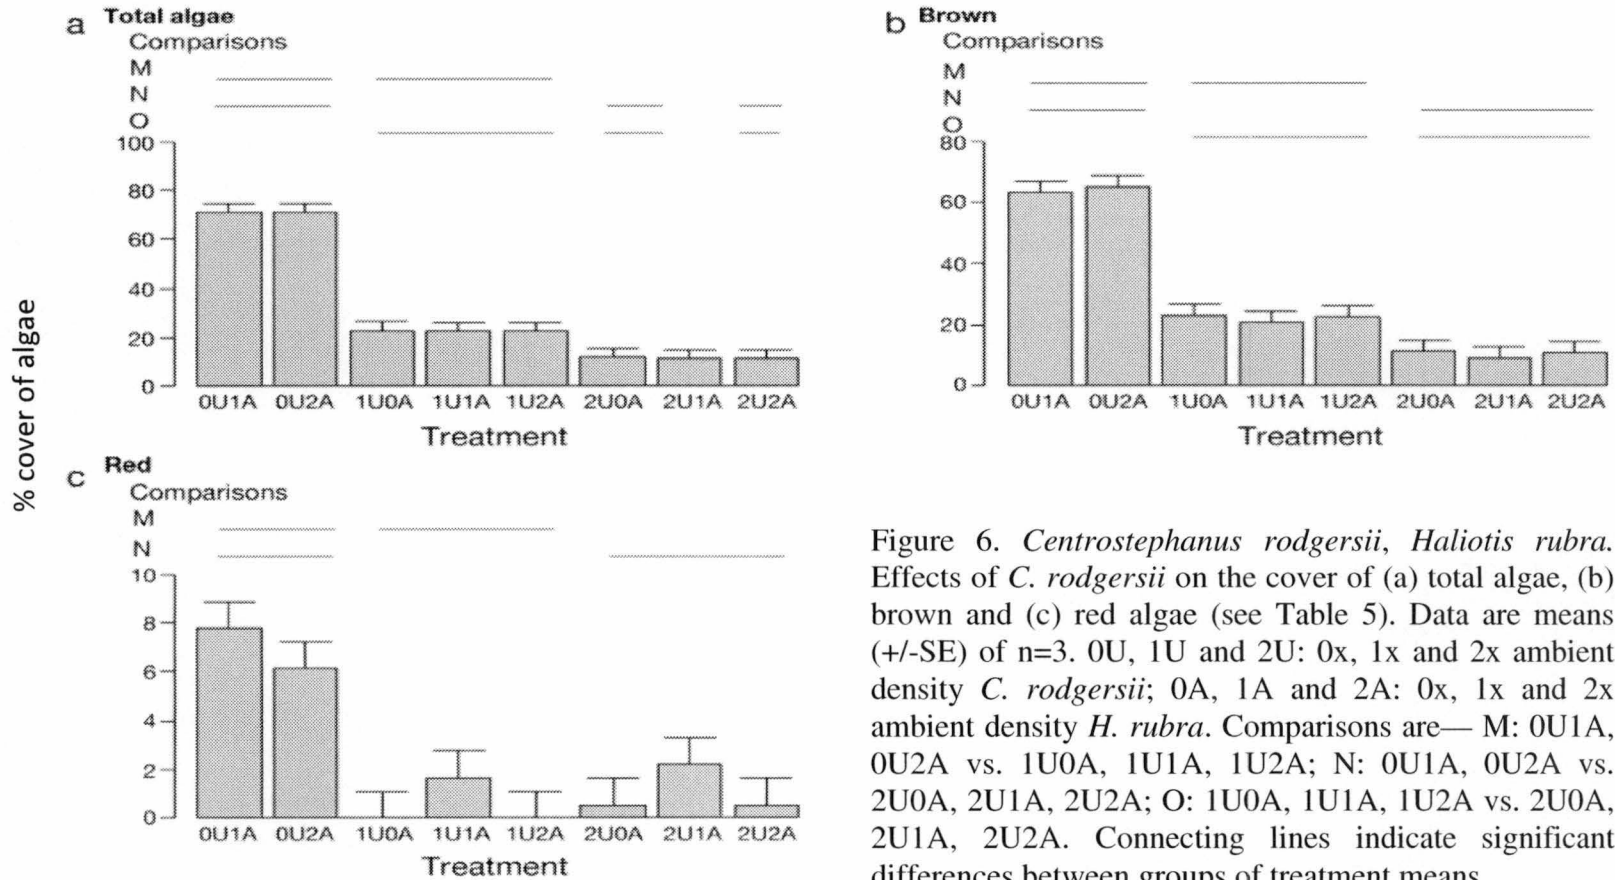 a Total algae
Comparisons
M
N
O
100
80
60
40
20
0
0U1A 0U2A 1U0A 1U1A 1U2A 2U0A 2U1A 2U2A
Treatment
b Brown
Comparisons
M
N
O
80
60
40
20
0
0U1A 0U2A 1U0A 1U1A 1U2A 2U0A 2U1A 2U2A
Treatment
% cover of algae
c Red
Comparisons
M
N
10
8
6
4
2
0
0U1A 0U2A 1U0A 1U1A 1U2A 2U0A 2U1A 2U2A
Treatment
Figure 6. Centrostephanus rodgersii, Haliotis rubra.
Effects of C. rodgersii on the cover of (a) total algae, (b)
brown and (c) red algae (see Table 5). Data are means
(+/-SE) of n=3. 0U, 1U and 2U: 0x, 1x and 2x ambient
density C. rodgersii; 0A, 1A and 2A: 0x, 1x and 2x
ambient density H. rubra. Comparisons are— M: 0U1A,
0U2A vs. 1U0A, 1U1A, 1U2A; N: 0U1A, 0U2A vs.
2U0A, 2U1A, 2U2A; O: 1U0A, 1U1A, 1U2A vs. 2U0A,
2U1A, 2U2A. Connecting lines indicate significant
differences between groups of treatment means